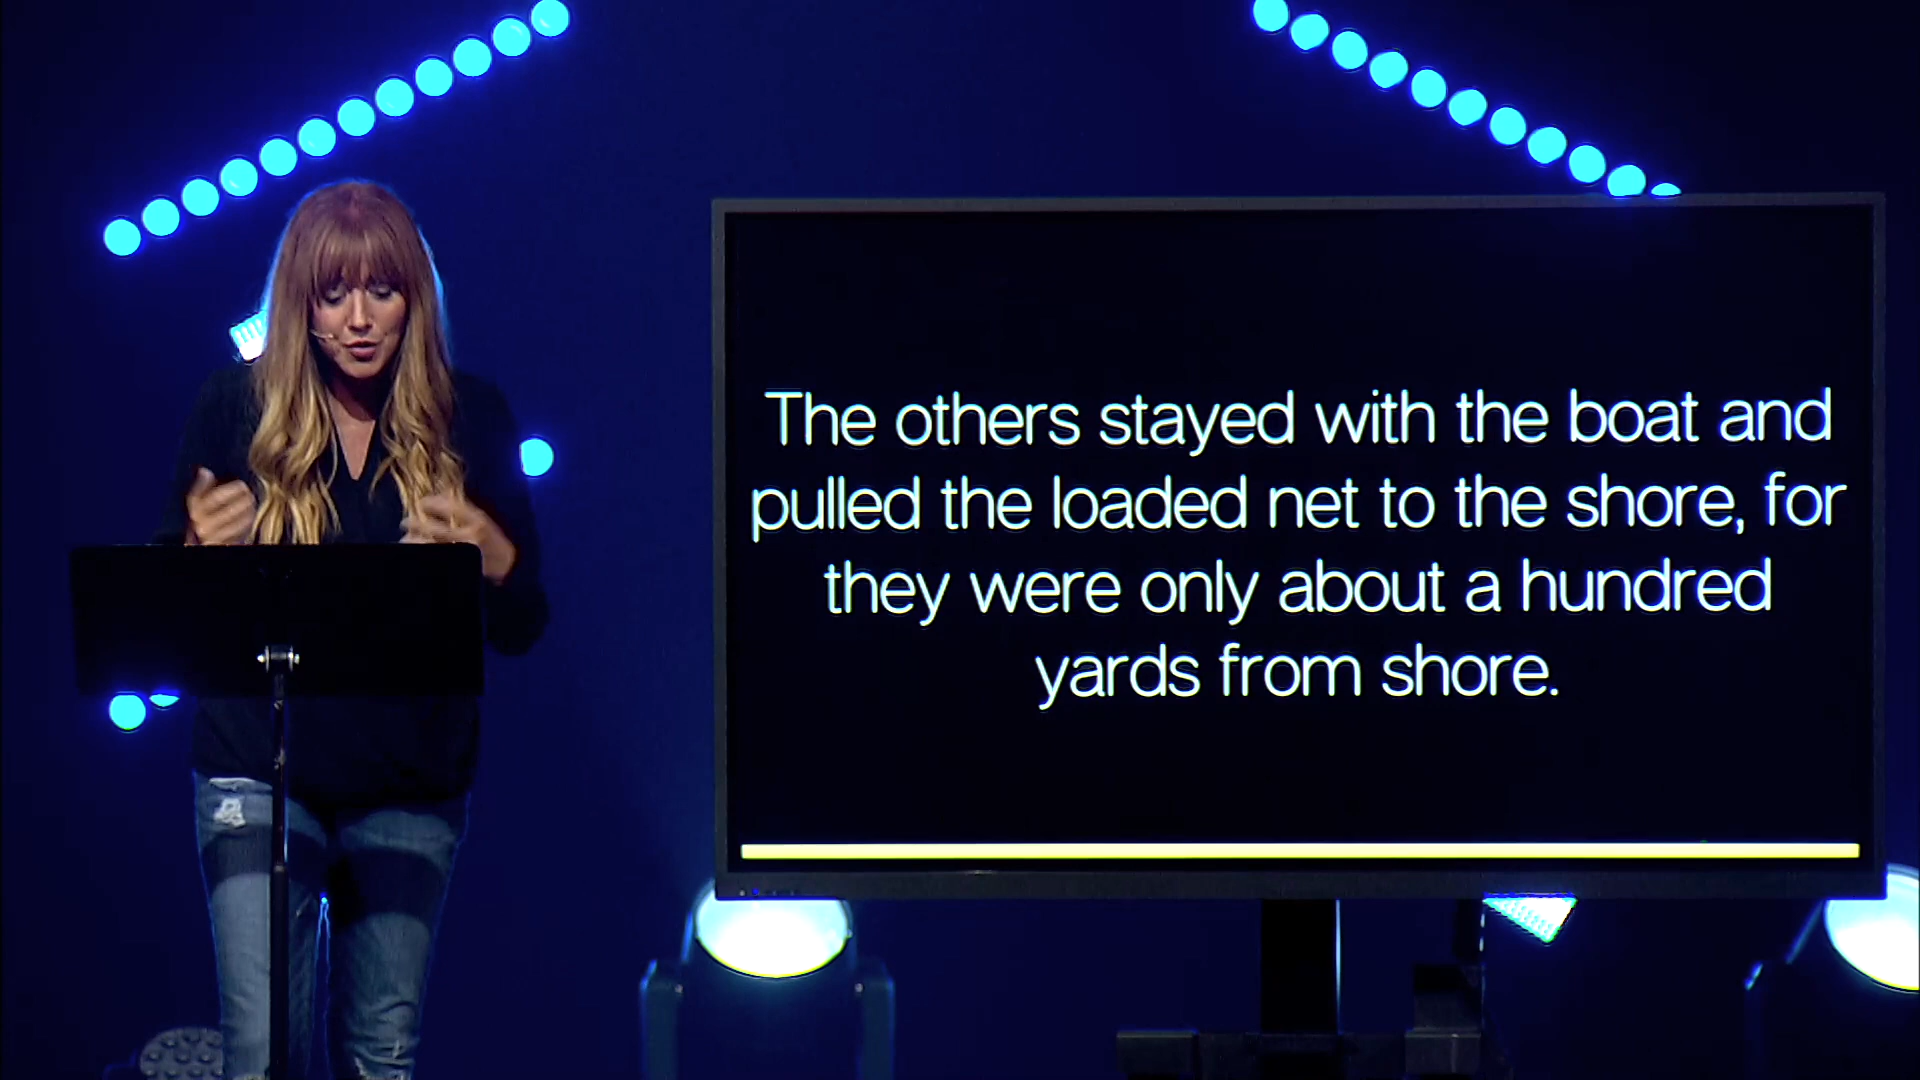 The others stayed with the boat and
pulled the loaded net to the shore, for
they were only about a hundred
yards from shore.